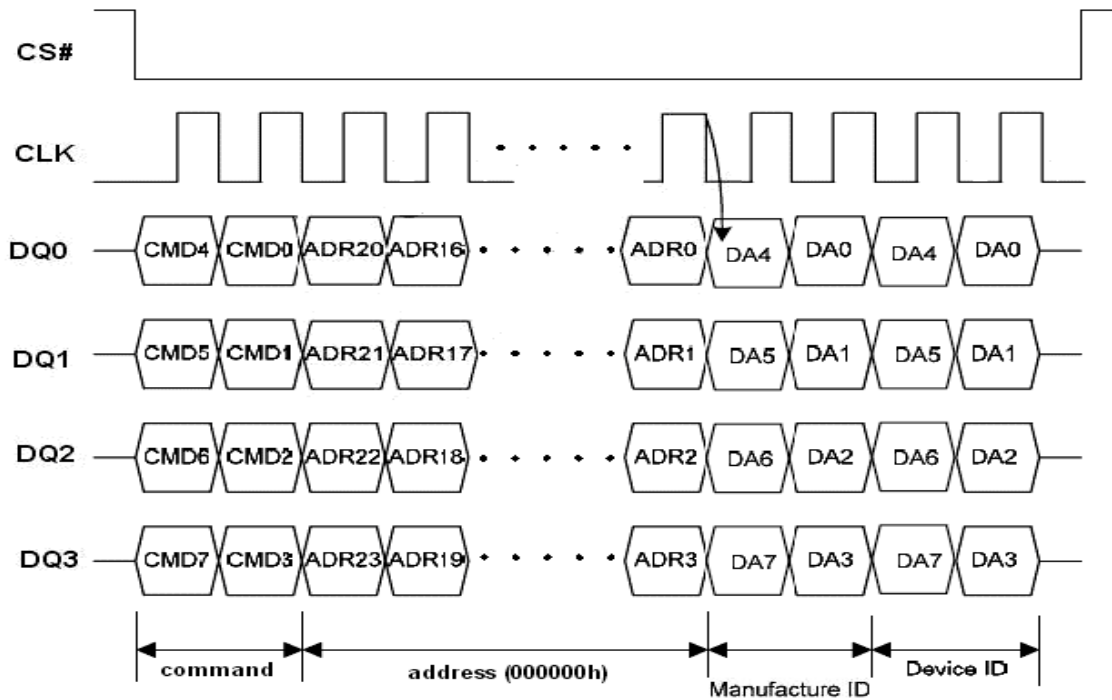 CS#
CLK
DQ0 CMD4 CMD0 ADR20 ADR16 ADR0 DA4 DA0 DA4 DA0
DQ1 CMD5 CMD1 ADR21 ADR17 ADR1 DA5 DA1 DA5 DA1
DQ2 CMD6 CMD2 ADR22 ADR18 ADR2 DA6 DA2 DA6 DA2
DQ3 CMD7 CMD3 ADR23 ADR19 ADR3 DA7 DA3 DA7 DA3
command address (000000h) Manufacture ID Device ID